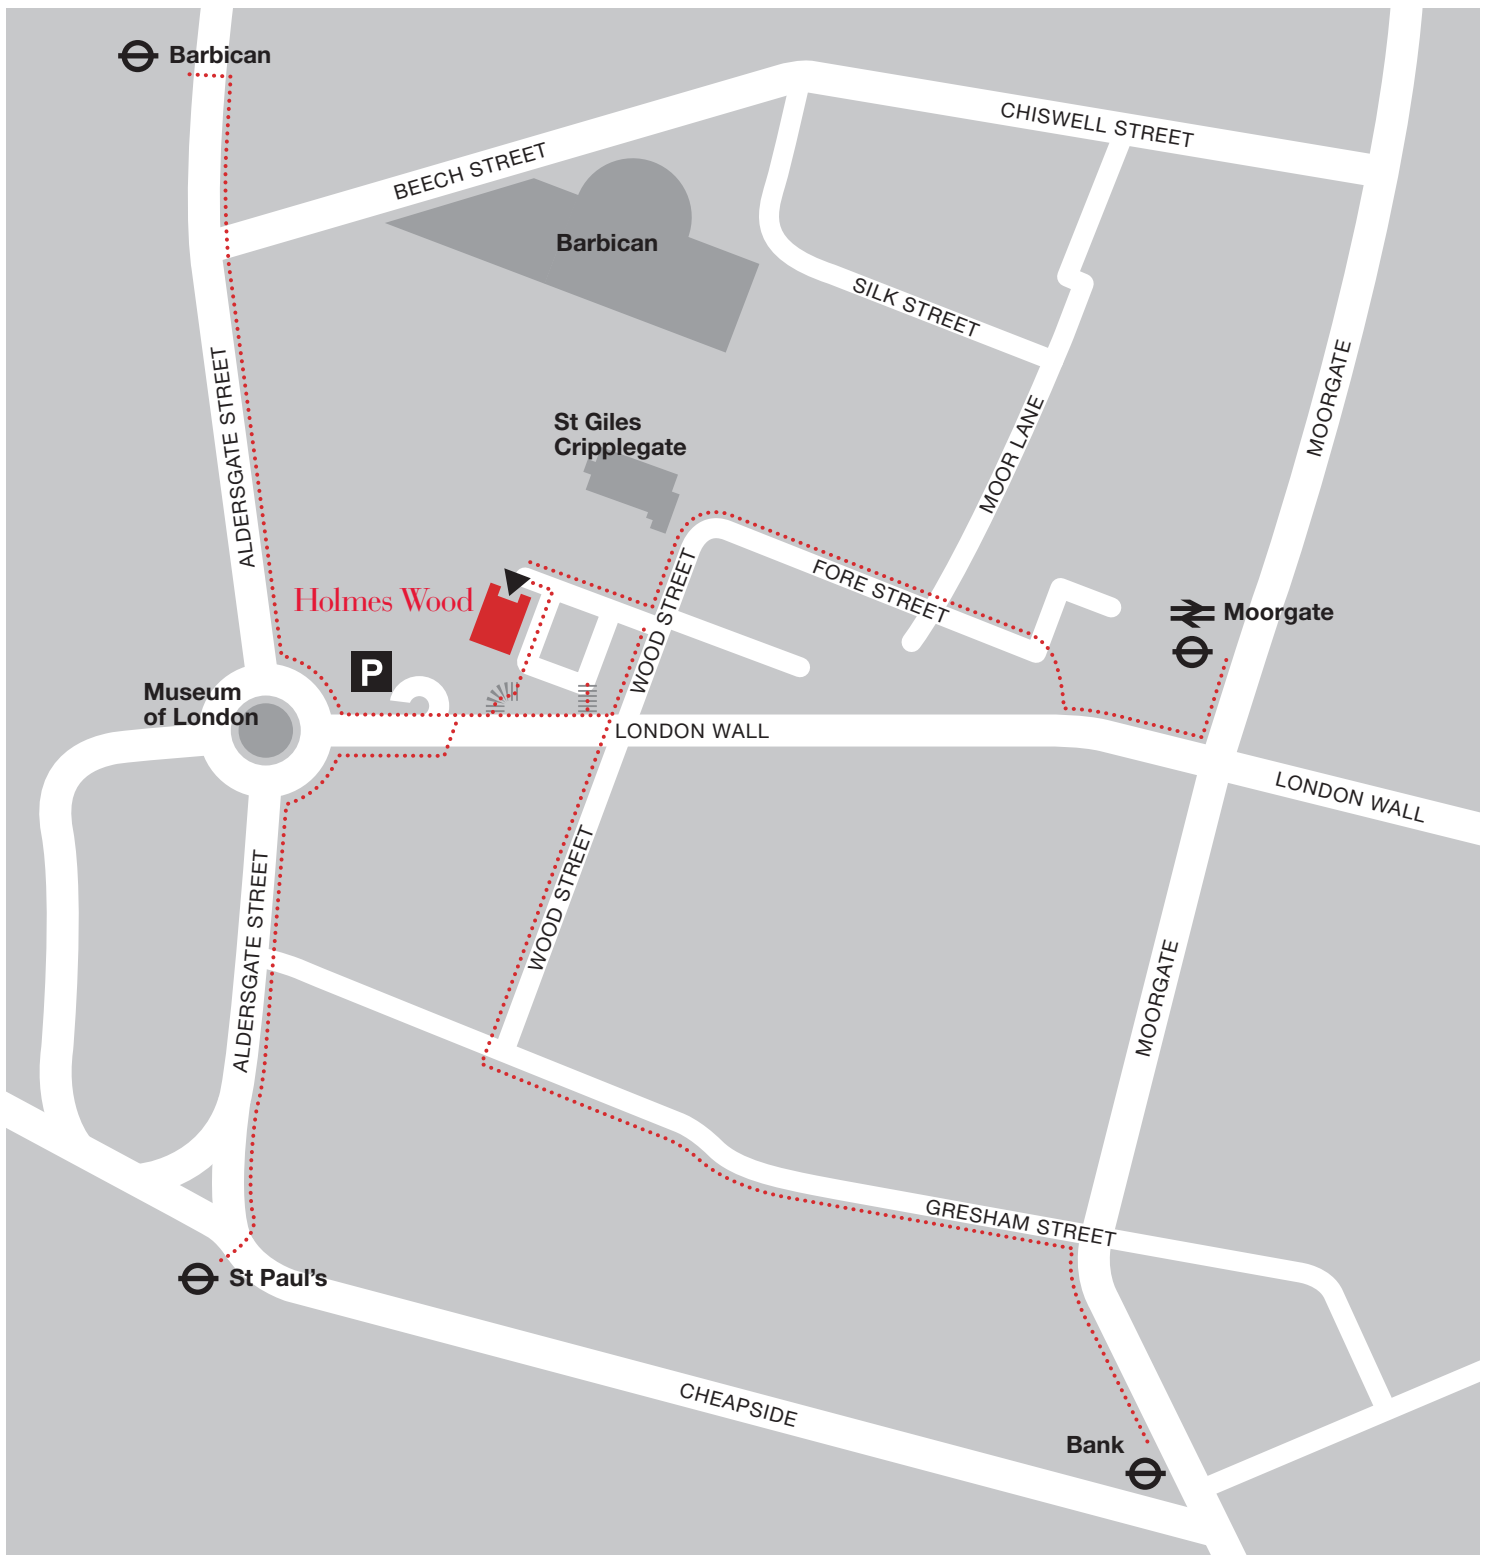 Barbican
CHISWELL STREET
BEECH STREET
Barbican
SILK STREET
ALDERSGATE STREET
MOORGATE
MOOR LANE
St Giles
Cripplegate
FORE STREET
Holmes Wood
WOOD STREET
Moorgate
P
Museum
of London
LONDON WALL
LONDON WALL
WOOD STREET
ALDERSGATE STREET
MOORGATE
GRESHAM STREET
St Paul's
CHEAPSIDE
Bank